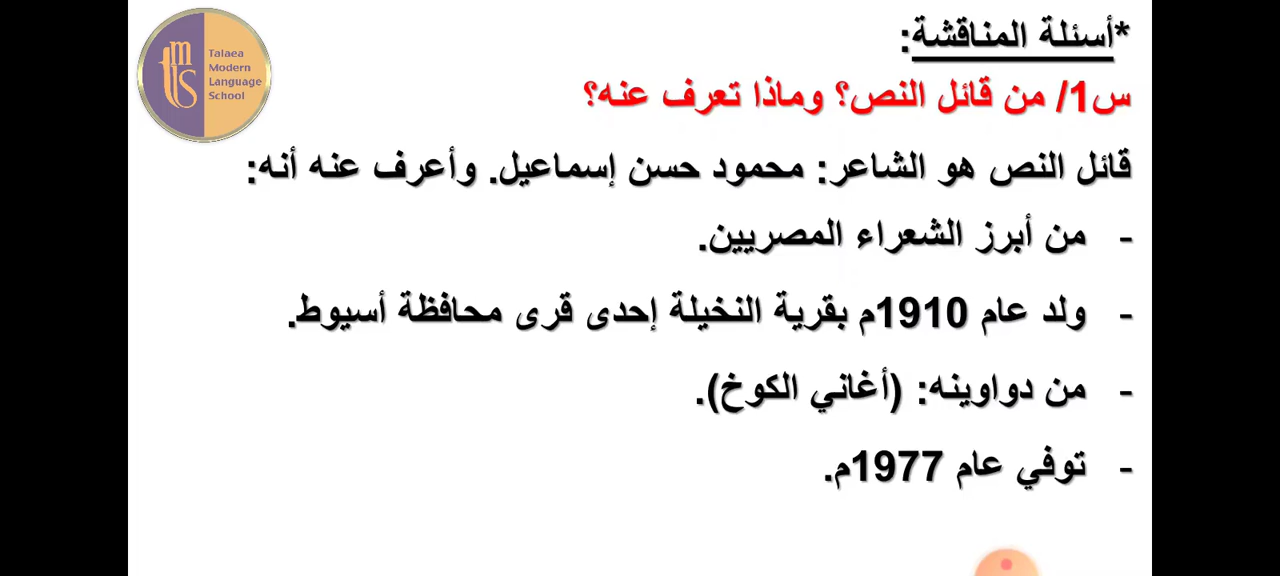 *أسئلة المناقشة:
Talaea
Modern
Language
School
س1/ من قائل النص؟ وماذا تعرف عنه؟
قائل النص هو الشاعر: محمود حسن إسماعيل. وأعرف عنه أنه:
- من أبرز الشعراء المصريين.
- ولد عام 1910م بقرية النخيلة إحدى قرى محافظة أسيوط.
- من دواوينه: (أغاني الكوخ).
- توفي عام 1977م.